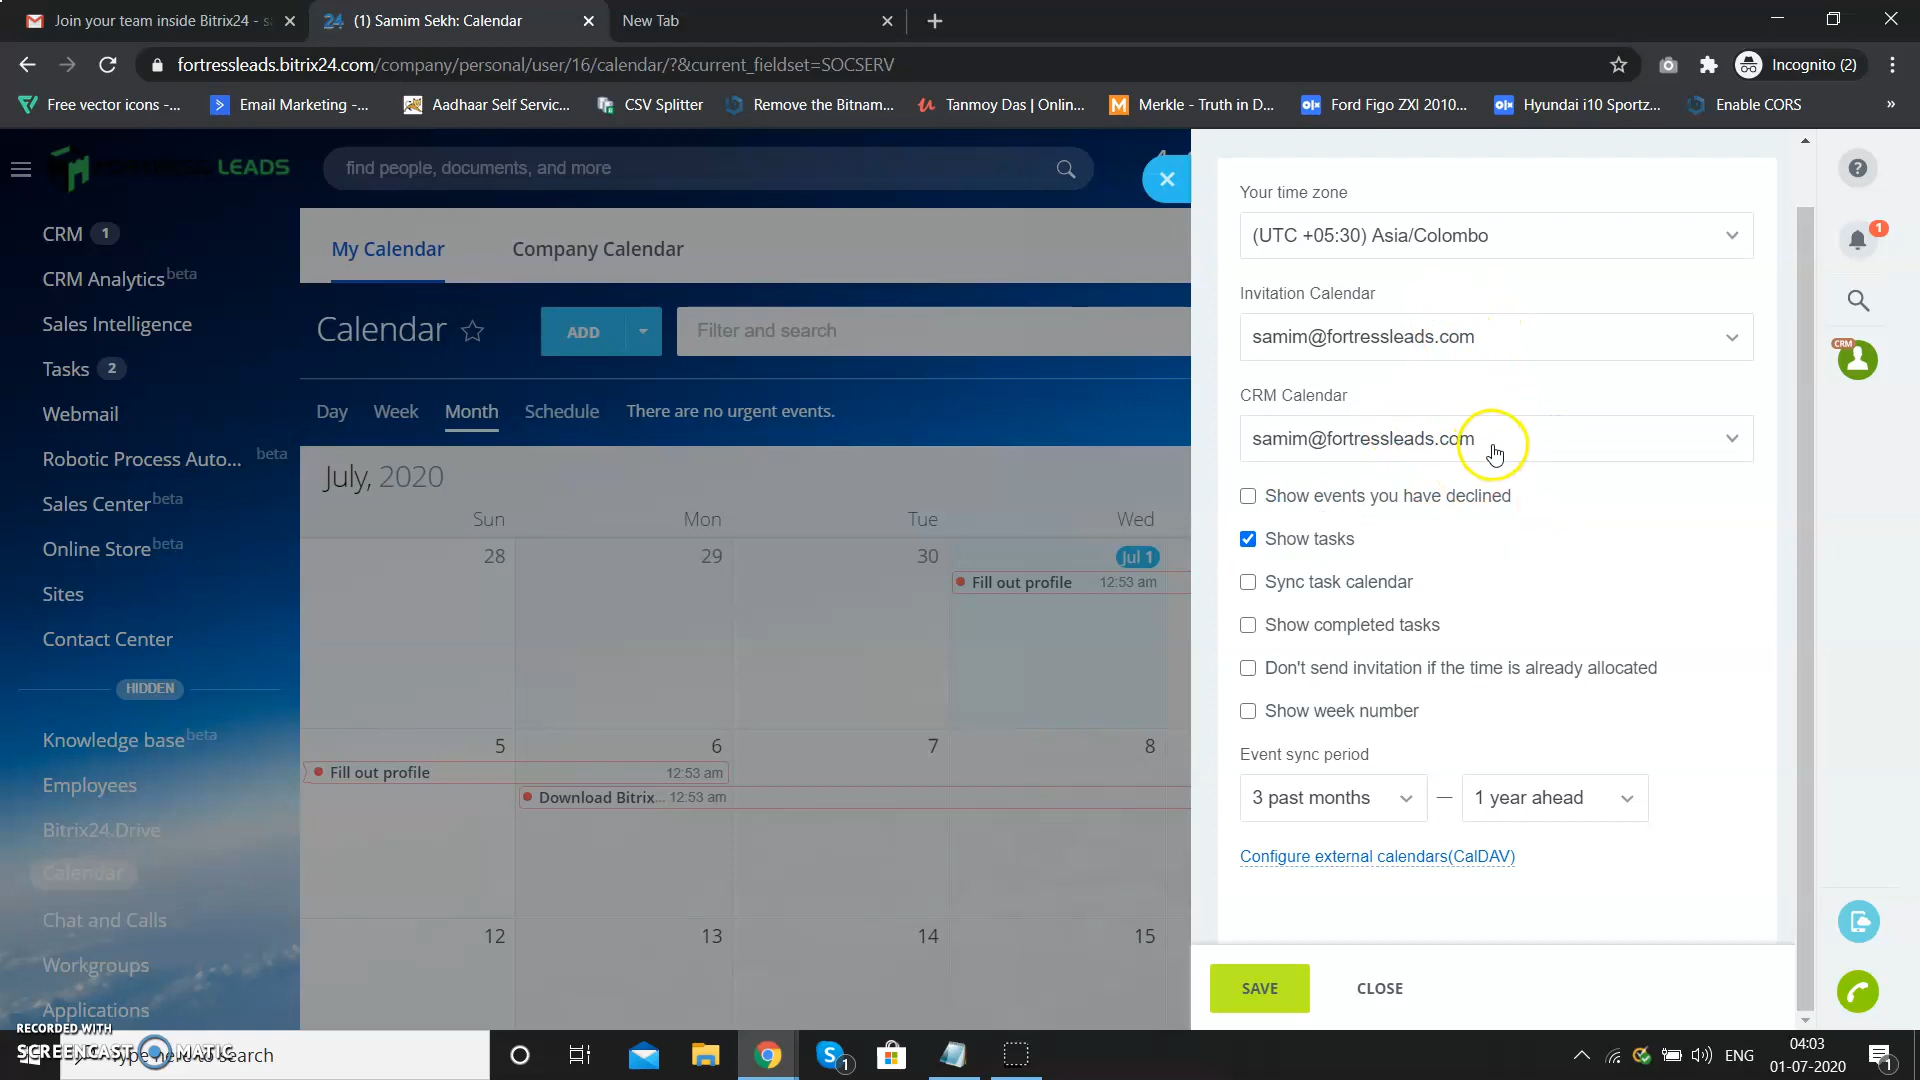 Join your team inside Bitrix24 - s
24 (1) Samim Sekh: Calendar
New Tab
fortressleads.bitrix24.com/company/personal/user/16/calendar/?&current_fieldset=SOCSERV
Incognito (2)
Free vector icons -...
Email Marketing -...
Aadhaar Self Servic...
CSV Splitter
Remove the Bitnam...
Tanmoy Das | Onlin...
Merkle - Truth in D...
Ford Figo ZXI 2010...
Hyundai i10 Sportz...
Enable CORS
»
LEADS
find people, documents, and more
CRM 1
CRM Analytics beta
Sales Intelligence
Tasks 2
Webmail
Robotic Process Auto... beta
Sales Center beta
Online Store beta
Sites
Contact Center
HIDDEN
Knowledge base beta
Employees
Bitrix24.Drive
Calendar
Chat and Calls
Workgroups
Applications
My Calendar
Company Calendar
Calendar
ADD
Filter and search
Day
Week
Month
Schedule
There are no urgent events.
July, 2020
Sun
Mon
Tue
Wed
28
29
30
Jul 1
Fill out profile 12:53 am
5
6
7
8
Fill out profile 12:53 am
Download Bitrix... 12:53 am
12
13
14
15
Your time zone
(UTC +05:30) Asia/Colombo
Invitation Calendar
samim@fortressleads.com
CRM Calendar
samim@fortressleads.com
Show events you have declined
Show tasks
Sync task calendar
Show completed tasks
Don't send invitation if the time is already allocated
Show week number
Event sync period
3 past months — 1 year ahead
Configure external calendars(CalDAV)
SAVE
CLOSE
?
1
CRM
RECORDED WITH
SCREENCAST MATIC
Type here to search
S 1
ENG
04:03
01-07-2020
1